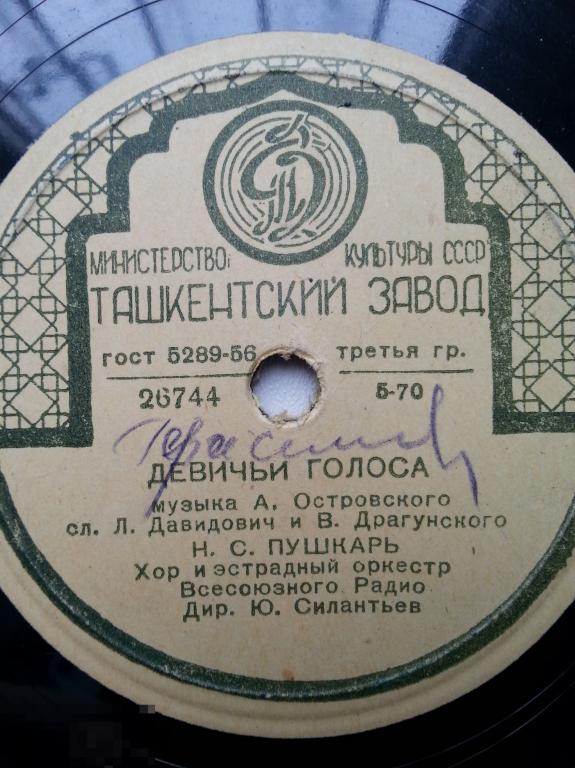 МИНИСТЕРСТВО КУЛЬТУРЫ СССР
ТАШКЕНТСКИЙ ЗАВОД
гост 5289-56 третья гр.
26744 5-70
ДЕВИЧЬИ ГОЛОСА
музыка А. Островского
сл. Л. Давидович и В. Драгунского
Н. С. ПУШКАРЬ
Хор и эстрадный оркестр
Всесоюзного Радио
Дир. Ю. Силантьев